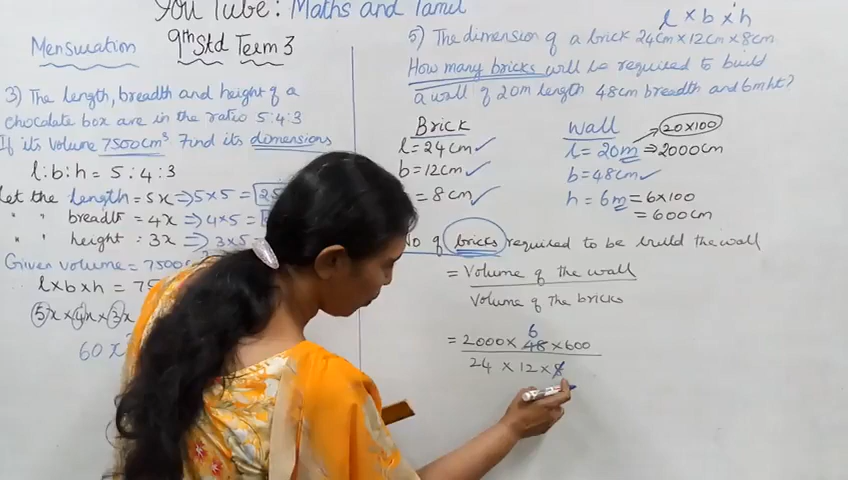 You Tube: Maths and Tamil
Mensuration
9th Std Term 3
3) The length, breadth and height of a
chocolate box are in the ratio 5:4:3
If its volume 7500cm³ Find its dimensions
l:b:h = 5:4:3
Let the length = 5x ⇒ 5×5 =
" " breadth = 4x ⇒ 4×5 =
" " height : 3x ⇒ 3×5
Given volume = 7500
l×b×h =
5x × 4x × 3x
60
l × b × h
5) The dimension of a brick 24cm×12cm×8cm
How many bricks will be required to build
a wall of 20m length 48cm breadth and 6m ht?
Brick
l = 24cm ✓
b = 12cm ✓
= 8cm ✓
Wall
20×100
l = 20m ⇒ 2000cm
b = 48cm ✓
h = 6m = 6×100
= 600cm
No of bricks required to be build the wall
= Volume of the wall
Volume of the bricks
6
= 2000 × 48 × 600
24 × 12 × 8